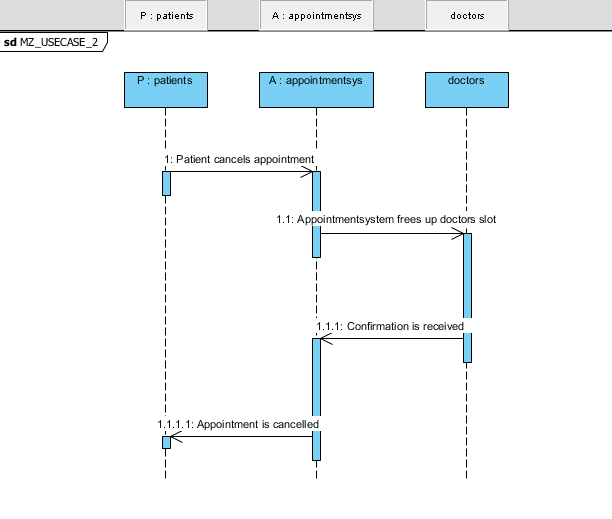 P : patients
A : appointmentsys
doctors
sd MZ_USECASE_2
P : patients
A : appointmentsys
doctors
1: Patient cancels appointment
1.1: Appointmentsystem frees up doctors slot
1.1.1: Confirmation is received
1.1.1.1: Appointment is cancelled